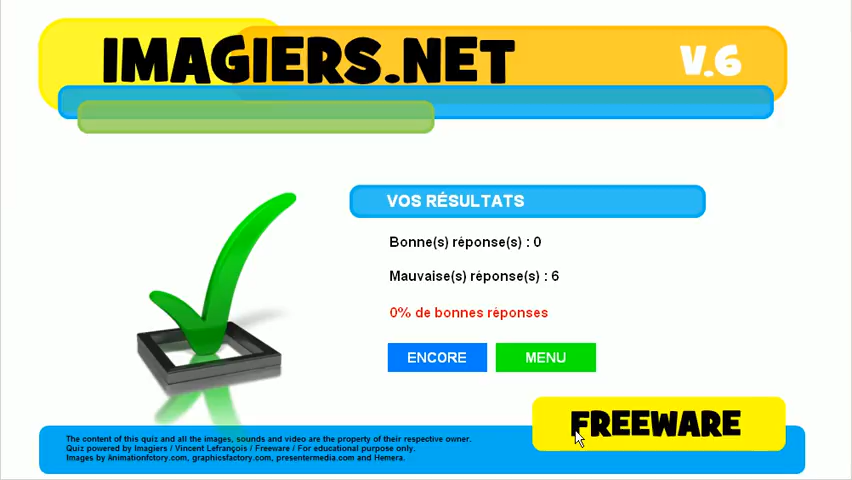 IMAGIERS.NET
V.6
VOS RÉSULTATS
Bonne(s) réponse(s) : 0
Mauvaise(s) réponse(s) : 6
0% de bonnes réponses
ENCORE
MENU
FREEWARE
The content of this quiz and all the images, sounds and video are the property of their respective owner.
Quiz powered by Imagiers / Vincent Lefrançois / Freeware / For educational purpose only.
Images by Animationfctory.com, graphicsfactory.com, presentermedia.com and Hemera.